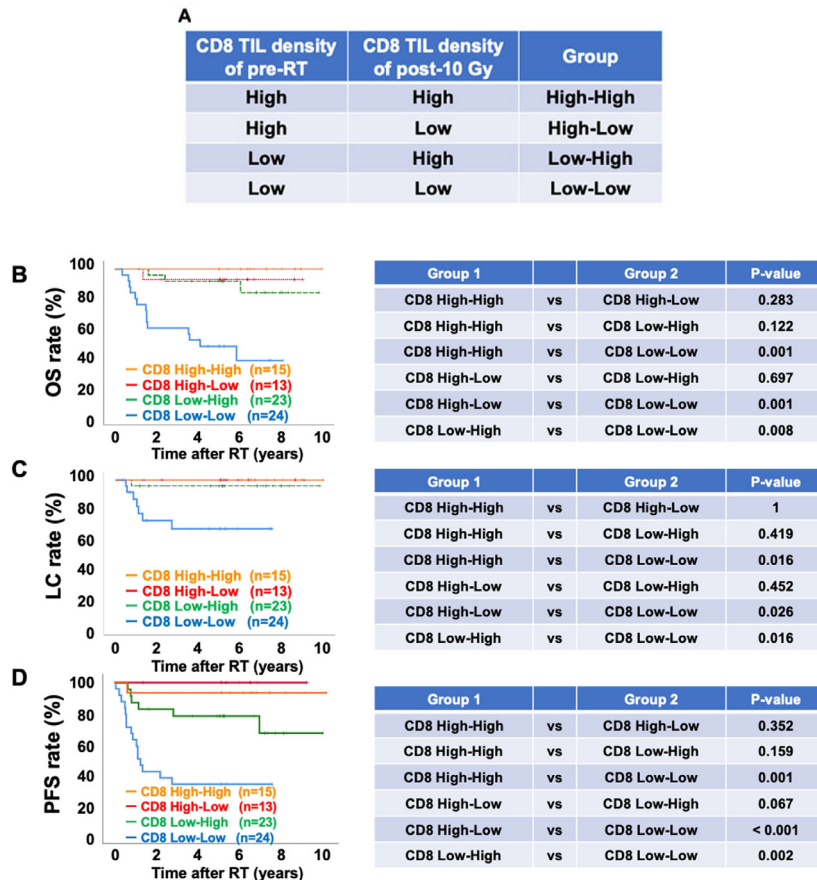 A
CD8 TIL density of pre-RT CD8 TIL density of post-10 Gy Group
High High High-High
High Low High-Low
Low High Low-High
Low Low Low-Low
B
OS rate (%)
100
80
60
40
20
0
CD8 High-High (n=15)
CD8 High-Low (n=13)
CD8 Low-High (n=23)
CD8 Low-Low (n=24)
0 2 4 6 8 10
Time after RT (years)
Group 1 Group 2 P-value
CD8 High-High vs CD8 High-Low 0.283
CD8 High-High vs CD8 Low-High 0.122
CD8 High-High vs CD8 Low-Low 0.001
CD8 High-Low vs CD8 Low-High 0.697
CD8 High-Low vs CD8 Low-Low 0.001
CD8 Low-High vs CD8 Low-Low 0.008
C
LC rate (%)
100
80
60
40
20
0
CD8 High-High (n=15)
CD8 High-Low (n=13)
CD8 Low-High (n=23)
CD8 Low-Low (n=24)
0 2 4 6 8 10
Time after RT (years)
Group 1 Group 2 P-value
CD8 High-High vs CD8 High-Low 1
CD8 High-High vs CD8 Low-High 0.419
CD8 High-High vs CD8 Low-Low 0.016
CD8 High-Low vs CD8 Low-High 0.452
CD8 High-Low vs CD8 Low-Low 0.026
CD8 Low-High vs CD8 Low-Low 0.016
D
PFS rate (%)
100
80
60
40
20
0
CD8 High-High (n=15)
CD8 High-Low (n=13)
CD8 Low-High (n=23)
CD8 Low-Low (n=24)
0 2 4 6 8 10
Time after RT (years)
Group 1 Group 2 P-value
CD8 High-High vs CD8 High-Low 0.352
CD8 High-High vs CD8 Low-High 0.159
CD8 High-High vs CD8 Low-Low 0.001
CD8 High-Low vs CD8 Low-High 0.067
CD8 High-Low vs CD8 Low-Low < 0.001
CD8 Low-High vs CD8 Low-Low 0.002